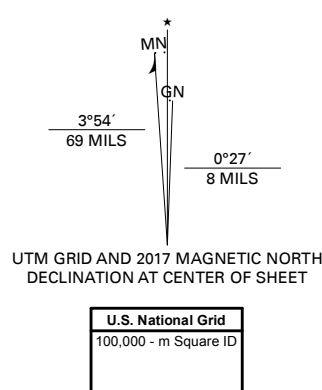 ★
MN
GN
3°54´
69 MILS
0°27´
8 MILS
UTM GRID AND 2017 MAGNETIC NORTH
DECLINATION AT CENTER OF SHEET
U.S. National Grid
100,000 - m Square ID